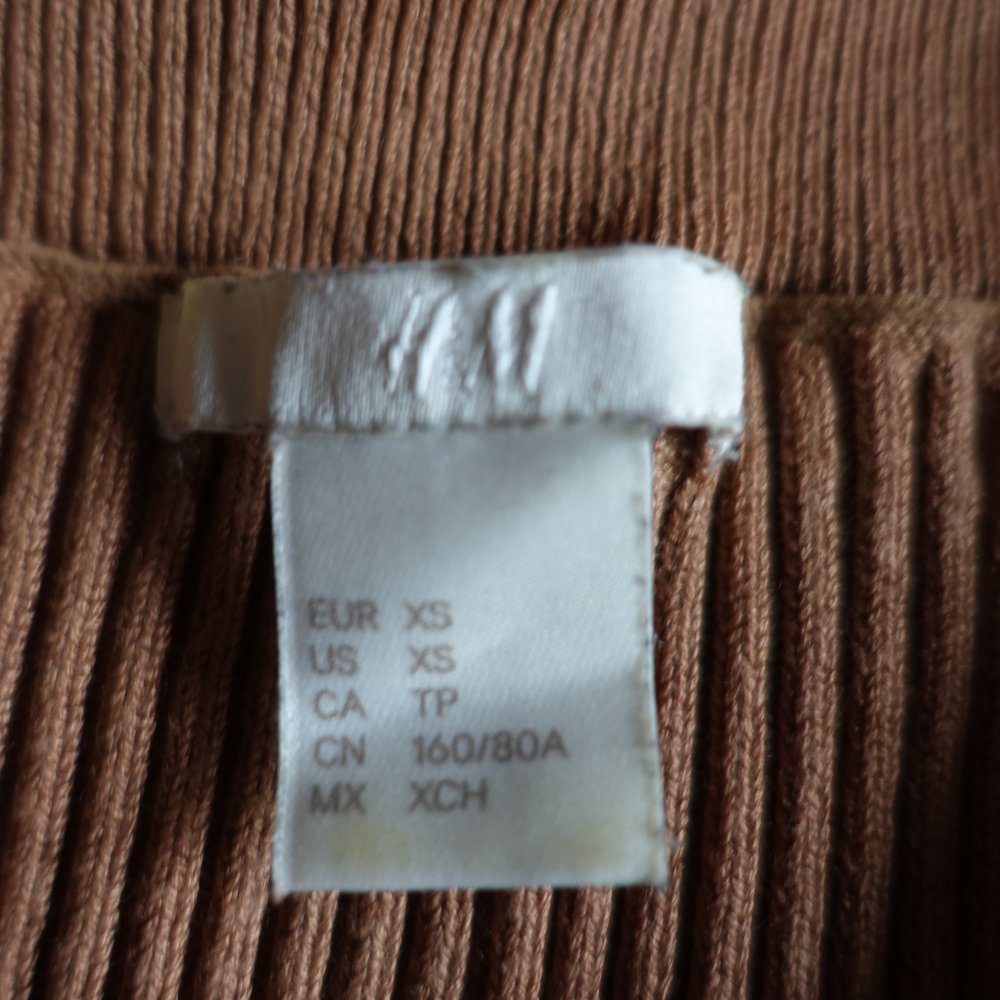 H&M
EUR XS
US XS
CA TP
CN 160/80A
MX XCH